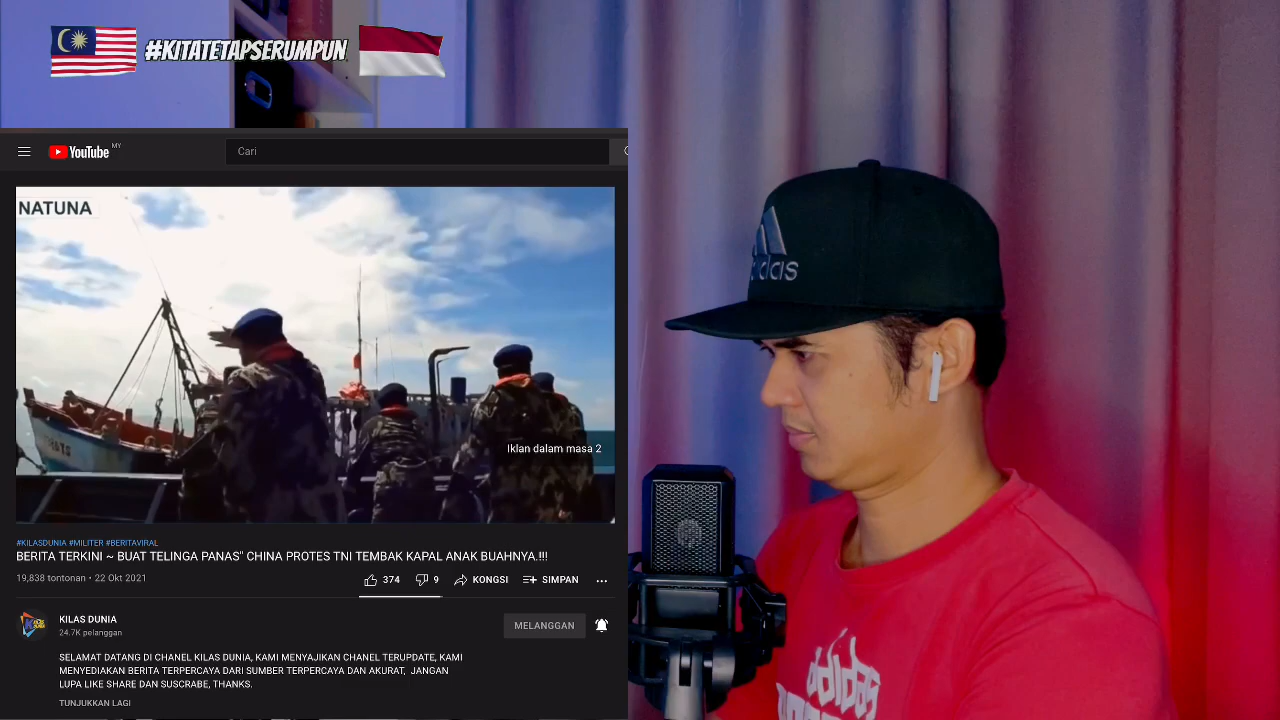 #KITATETAPSERUMPUN
YouTube MY
Cari
NATUNA
Iklan dalam masa 2
#KILASDUNIA #MILITER #BERITAVIRAL
BERITA TERKINI ~ BUAT TELINGA PANAS" CHINA PROTES TNI TEMBAK KAPAL ANAK BUAHNYA.!!!
19,838 tontonan • 22 Okt 2021
374
9
KONGSI
SIMPAN
KILAS DUNIA
24.7K pelanggan
MELANGGAN
SELAMAT DATANG DI CHANEL KILAS DUNIA, KAMI MENYAJIKAN CHANEL TERUPDATE, KAMI
MENYEDIAKAN BERITA TERPERCAYA DARI SUMBER TERPERCAYA DAN AKURAT, JANGAN
LUPA LIKE SHARE DAN SUSCRABE, THANKS.
TUNJUKKAN LAGI
adidas